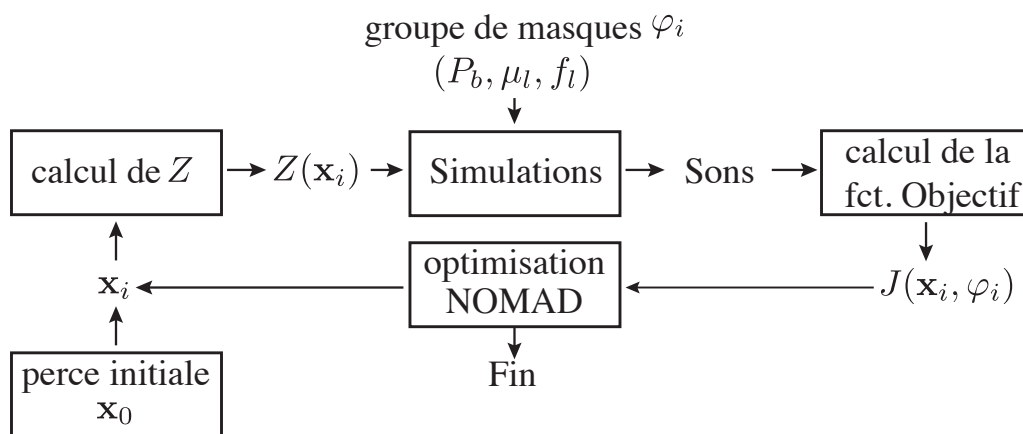 groupe de masques φ_i
(P_b, μ_l, f_l)
calcul de Z
Z(x_i)
Simulations
Sons
calcul de la
fct. Objectif
optimisation
NOMAD
x_i
J(x_i, φ_i)
perce initiale
x_0
Fin